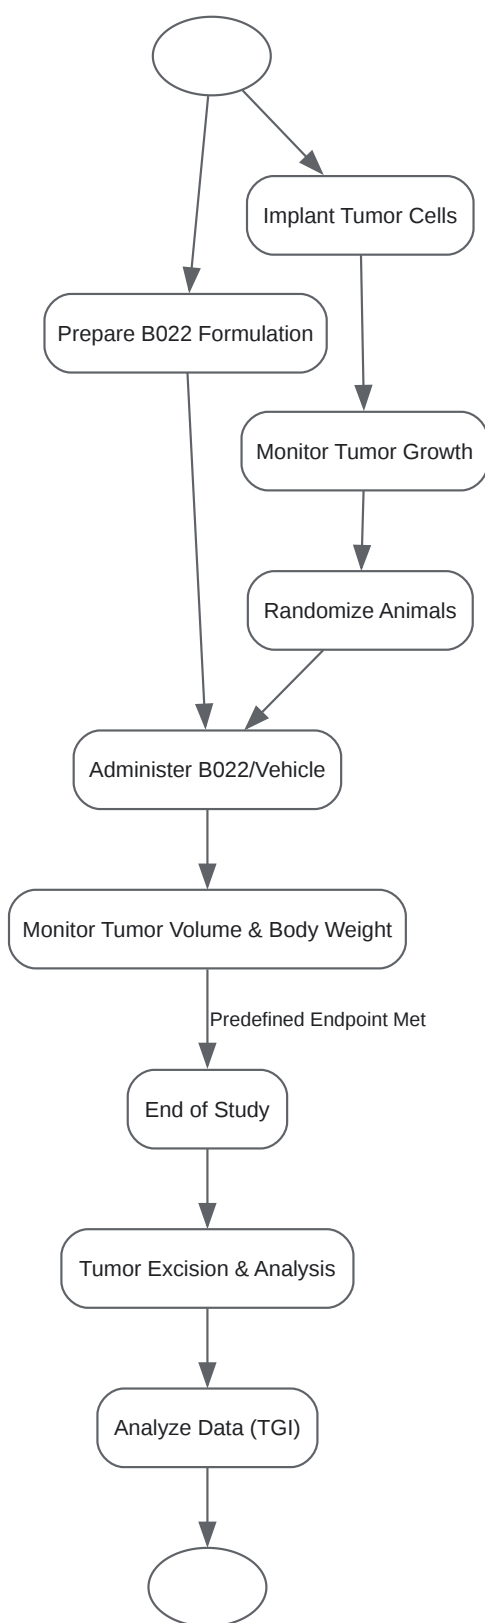 Implant Tumor Cells
Prepare B022 Formulation
Monitor Tumor Growth
Randomize Animals
Administer B022/Vehicle
Monitor Tumor Volume & Body Weight
Predefined Endpoint Met
End of Study
Tumor Excision & Analysis
Analyze Data (TGI)